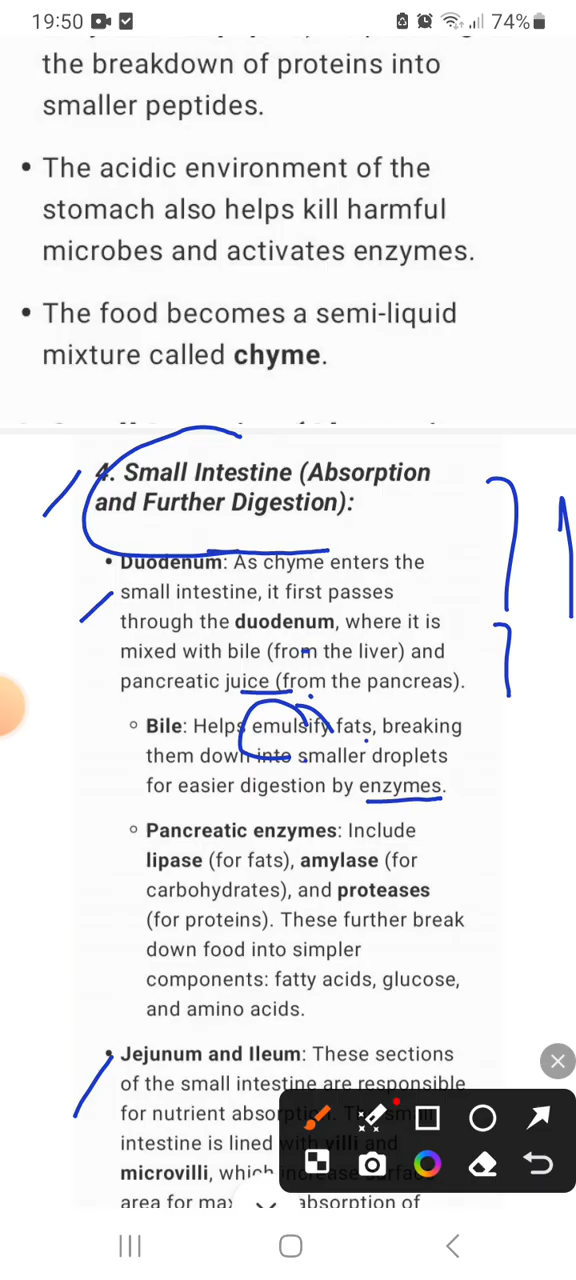 19:50
74%
the breakdown of proteins into
smaller peptides.
• The acidic environment of the
stomach also helps kill harmful
microbes and activates enzymes.
• The food becomes a semi-liquid
mixture called chyme.
4. Small Intestine (Absorption
and Further Digestion):
• Duodenum: As chyme enters the
small intestine, it first passes
through the duodenum, where it is
mixed with bile (from the liver) and
pancreatic juice (from the pancreas).
◦ Bile: Helps emulsify fats, breaking
them down into smaller droplets
for easier digestion by enzymes.
◦ Pancreatic enzymes: Include
lipase (for fats), amylase (for
carbohydrates), and proteases
(for proteins). These further break
down food into simpler
components: fatty acids, glucose,
and amino acids.
• Jejunum and Ileum: These sections
of the small intestine are responsible
for nutrient absorption. The small
intestine is lined with villi and
microvilli, which increase surface
area for absorption of